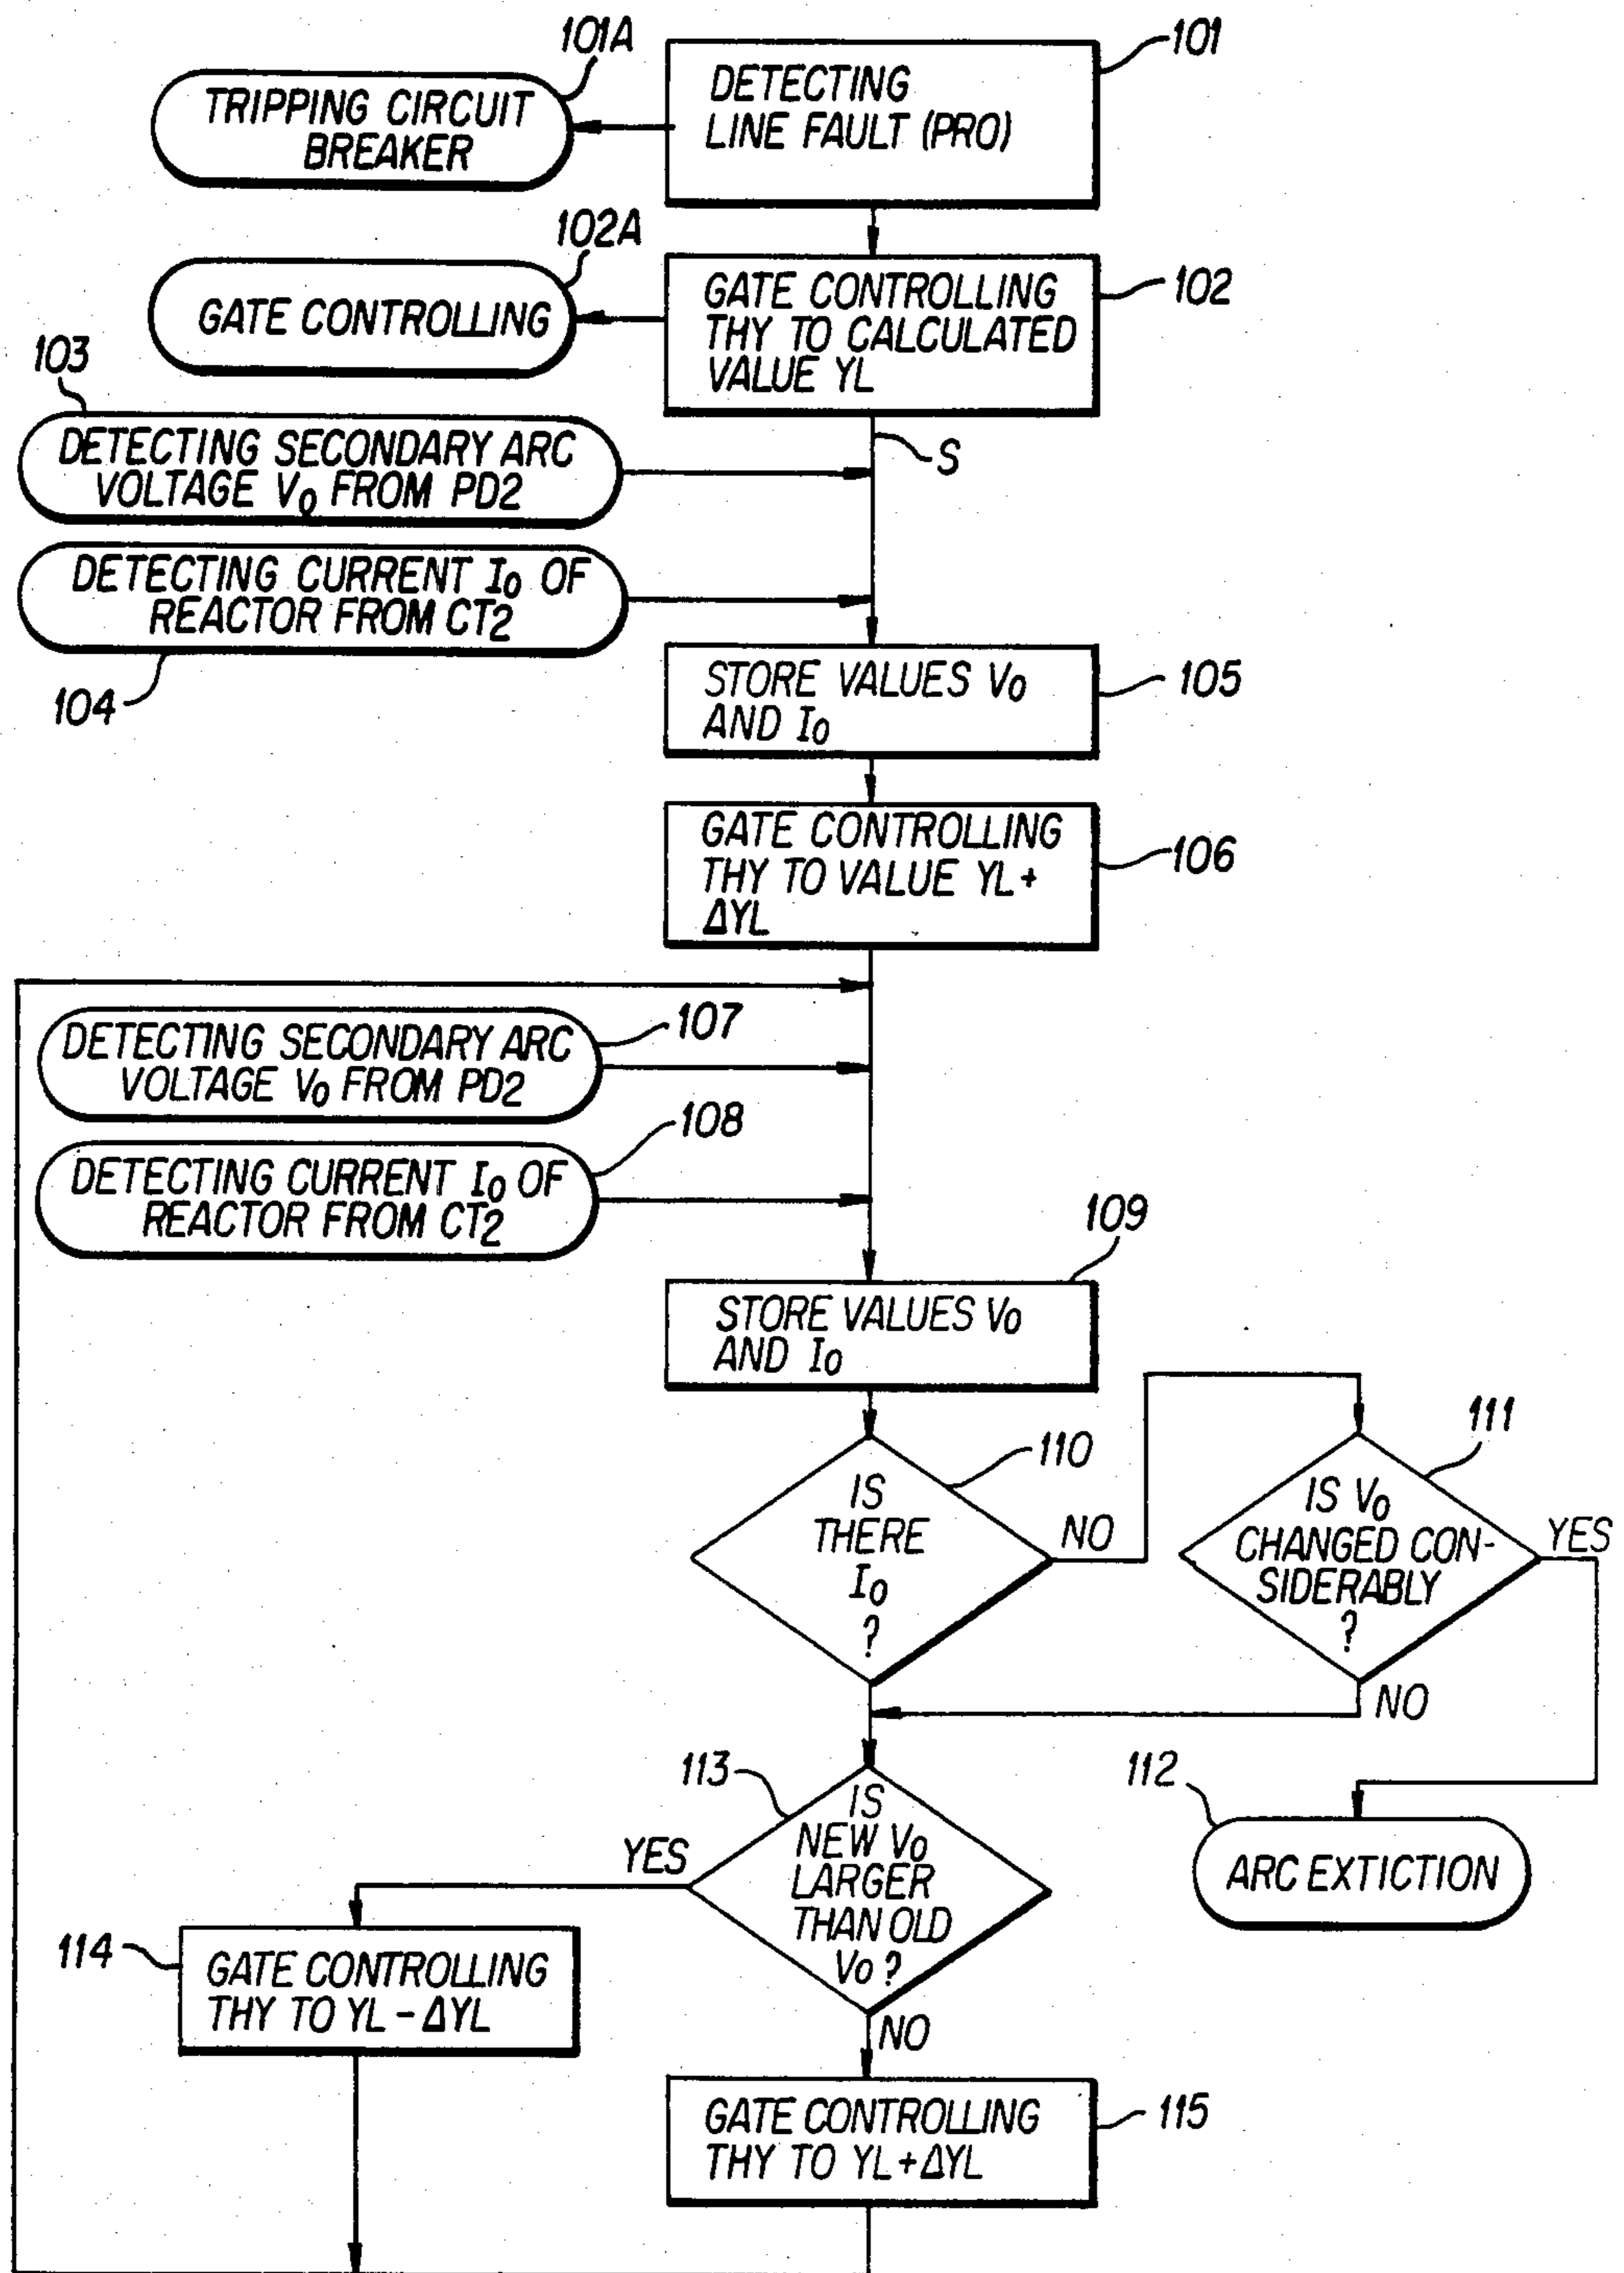 101A
101
TRIPPING CIRCUIT
BREAKER
DETECTING
LINE FAULT (PRO)
102A
102
GATE CONTROLLING
GATE CONTROLLING
THY TO CALCULATED
VALUE YL
103
DETECTING SECONDARY ARC
VOLTAGE V0 FROM PD2
S
DETECTING CURRENT I0 OF
REACTOR FROM CT2
104
STORE VALUES V0
AND I0
105
GATE CONTROLLING
THY TO VALUE YL+
ΔYL
106
107
DETECTING SECONDARY ARC
VOLTAGE V0 FROM PD2
108
DETECTING CURRENT I0 OF
REACTOR FROM CT2
109
STORE VALUES V0
AND I0
110
IS
THERE
I0
?
NO
111
IS V0
CHANGED CON-
SIDERABLY
?
YES
NO
112
ARC EXTICTION
113
IS
NEW V0
LARGER
THAN OLD
V0 ?
YES
NO
114
GATE CONTROLLING
THY TO YL-ΔYL
GATE CONTROLLING
THY TO YL+ΔYL
115